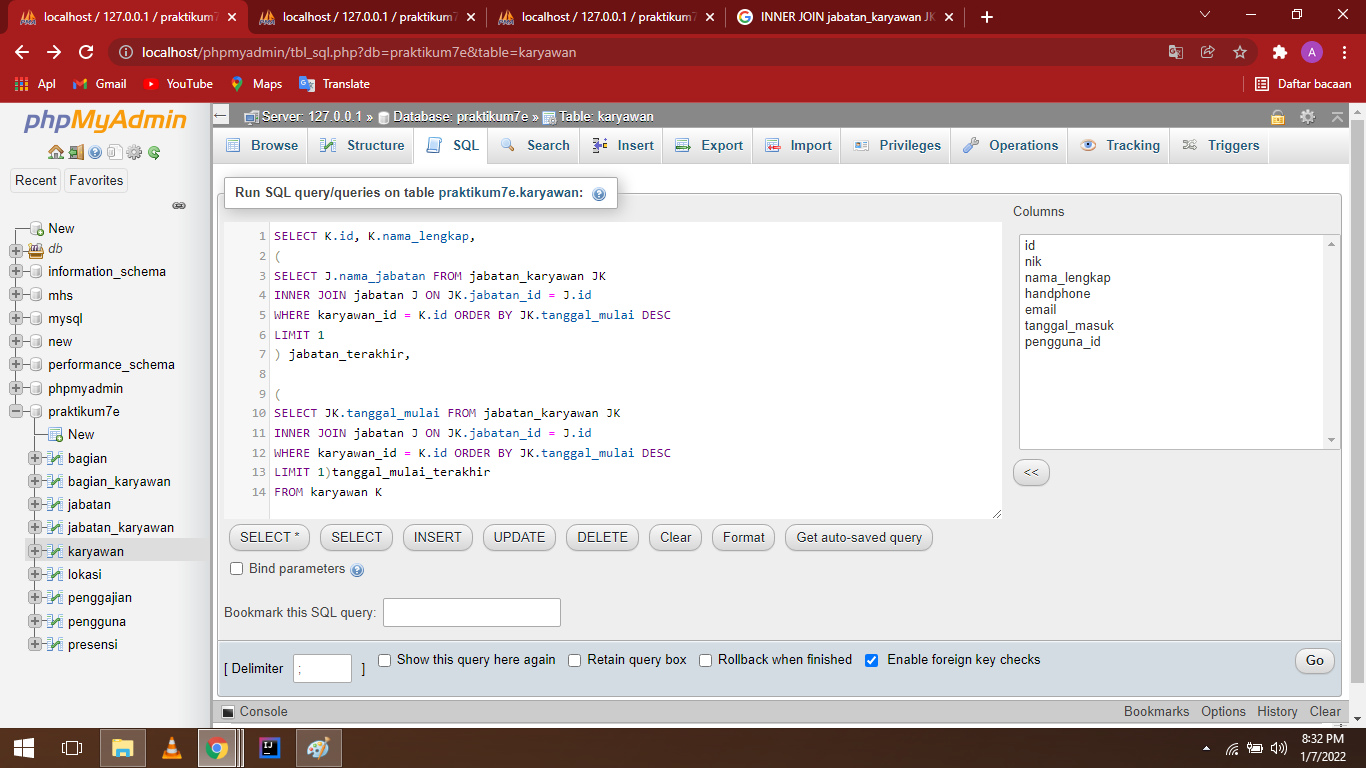 localhost / 127.0.0.1 / praktikum7
localhost / 127.0.0.1 / praktikum7
localhost / 127.0.0.1 / praktikum7
INNER JOIN jabatan_karyawan JK
localhost/phpmyadmin/tbl_sql.php?db=praktikum7e&table=karyawan
A
Apl
Gmail
YouTube
Maps
Translate
Daftar bacaan
phpMyAdmin
Recent
Favorites
New
db
information_schema
mhs
mysql
new
performance_schema
phpmyadmin
praktikum7e
New
bagian
bagian_karyawan
jabatan
jabatan_karyawan
karyawan
lokasi
penggajian
pengguna
presensi
Server: 127.0.0.1 » Database: praktikum7e » Table: karyawan
Browse
Structure
SQL
Search
Insert
Export
Import
Privileges
Operations
Tracking
Triggers
Run SQL query/queries on table praktikum7e.karyawan:
1 SELECT K.id, K.nama_lengkap,
2 (
3 SELECT J.nama_jabatan FROM jabatan_karyawan JK
4 INNER JOIN jabatan J ON JK.jabatan_id = J.id
5 WHERE karyawan_id = K.id ORDER BY JK.tanggal_mulai DESC
6 LIMIT 1
7 ) jabatan_terakhir,
8
9 (
10 SELECT JK.tanggal_mulai FROM jabatan_karyawan JK
11 INNER JOIN jabatan J ON JK.jabatan_id = J.id
12 WHERE karyawan_id = K.id ORDER BY JK.tanggal_mulai DESC
13 LIMIT 1)tanggal_mulai_terakhir
14 FROM karyawan K
Columns
id
nik
nama_lengkap
handphone
email
tanggal_masuk
pengguna_id
<<
SELECT *
SELECT
INSERT
UPDATE
DELETE
Clear
Format
Get auto-saved query
Bind parameters
Bookmark this SQL query:
[ Delimiter ; ]
Show this query here again
Retain query box
Rollback when finished
Enable foreign key checks
Go
Console
Bookmarks
Options
History
Clear
IJ
8:32 PM
1/7/2022